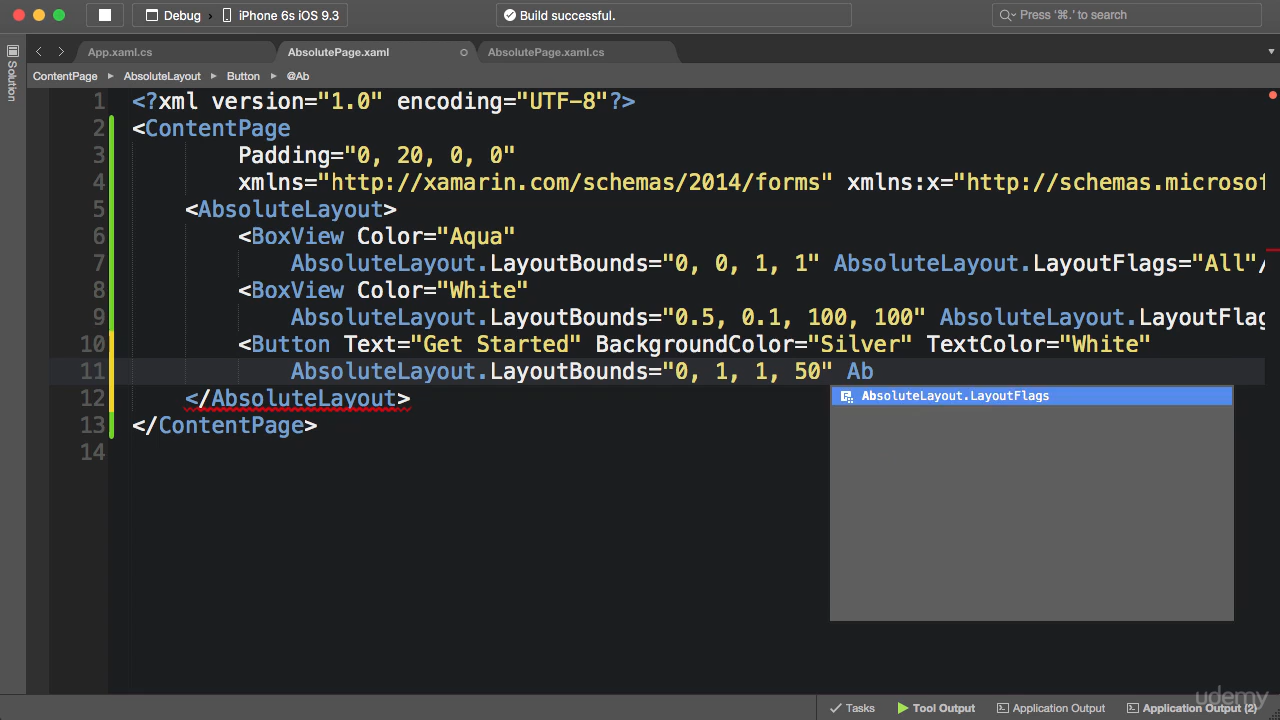 Debug
iPhone 6s iOS 9.3
Build successful.
Press '⌘.' to search
Solution
App.xaml.cs
AbsolutePage.xaml
AbsolutePage.xaml.cs
ContentPage ▸ AbsoluteLayout ▸ Button ▸ @Ab
1 <?xml version="1.0" encoding="UTF-8"?>
2 <ContentPage
3 Padding="0, 20, 0, 0"
4 xmlns="http://xamarin.com/schemas/2014/forms" xmlns:x="http://schemas.microsof
5 <AbsoluteLayout>
6 <BoxView Color="Aqua"
7 AbsoluteLayout.LayoutBounds="0, 0, 1, 1" AbsoluteLayout.LayoutFlags="All"/
8 <BoxView Color="White"
9 AbsoluteLayout.LayoutBounds="0.5, 0.1, 100, 100" AbsoluteLayout.LayoutFlag
10 <Button Text="Get Started" BackgroundColor="Silver" TextColor="White"
11 AbsoluteLayout.LayoutBounds="0, 1, 1, 50" Ab
AbsoluteLayout.LayoutFlags
12 </AbsoluteLayout>
13 </ContentPage>
14
Tasks
Tool Output
Application Output
Application Output (2)
udemy